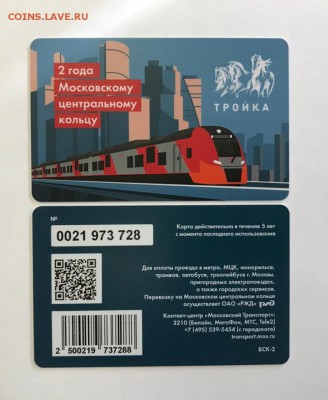 COINS.LAVE.RU
2 года
Московскому
центральному
кольцу
ТРОЙКА
№
0021 973 728
Карта действительна в течение 5 лет
с момента последнего использования
Для оплаты проезда в метро, МЦК, монорельсе,
трамвае, автобусе, троллейбусе г. Москвы,
пригородных электропоездах,
а также городских сервисов.
Перевозку на Московском центральном кольце
осуществляет ОАО «РЖД» РЖД
Контакт-центр «Московский Транспорт»:
3210 (Билайн, МегаФон, МТС, Tele2)
+7 (495) 539-5454 (с городского)
transport.mos.ru
2 500219 737288
БСК-2